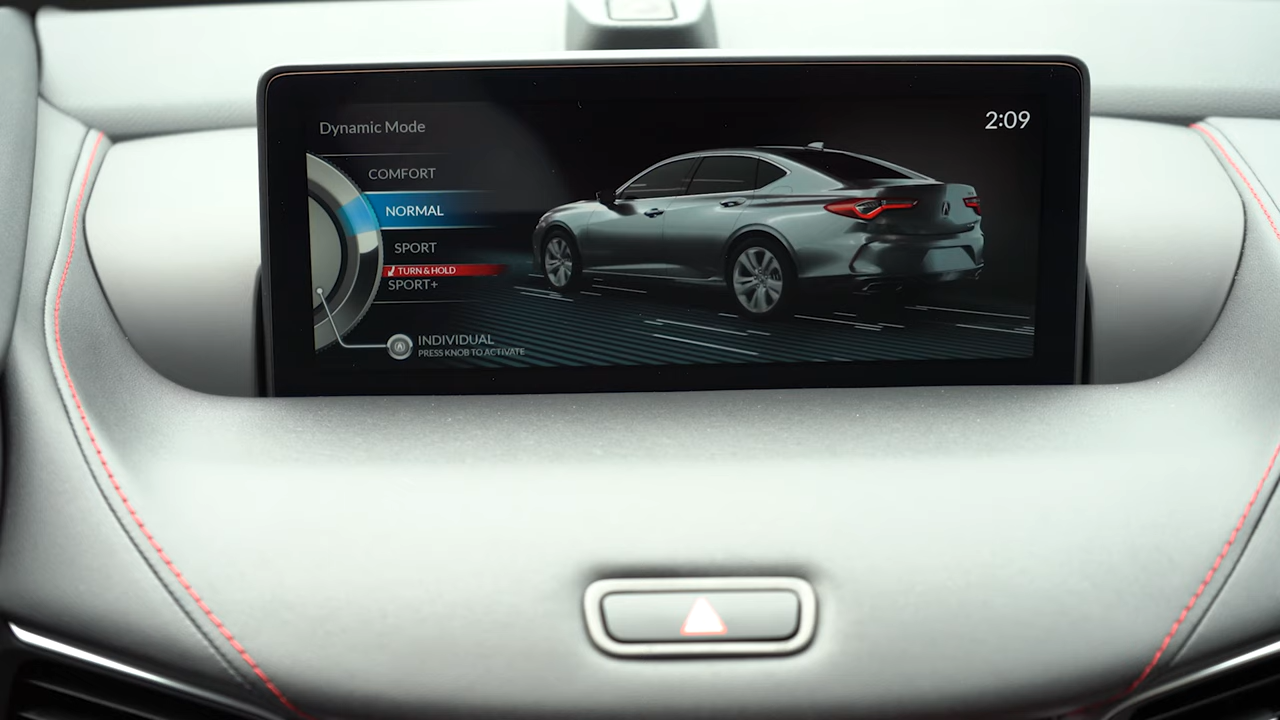 Dynamic Mode
2:09
COMFORT
NORMAL
SPORT
TURN & HOLD
SPORT+
INDIVIDUAL
PRESS KNOB TO ACTIVATE